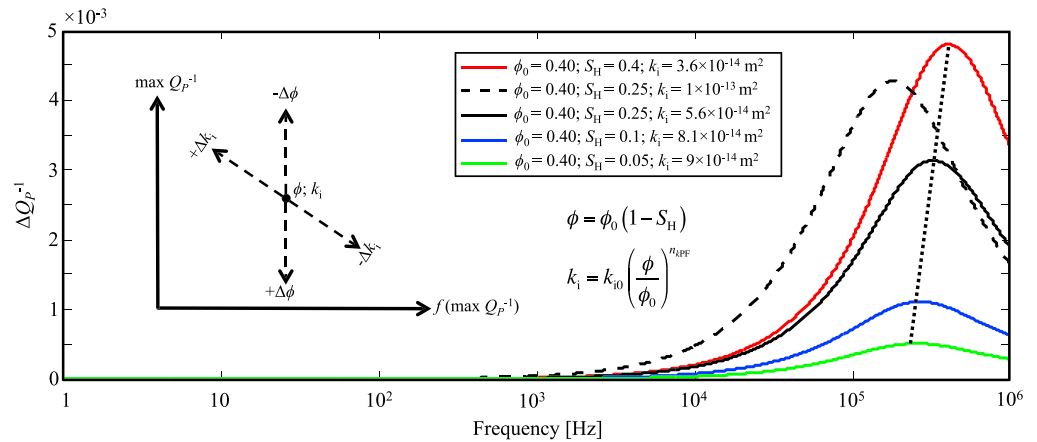 ×10⁻³
5
4
3
2
1
0
ΔQ_P⁻¹
max Q_P⁻¹
-Δϕ
+Δk_i
ϕ; k_i
-Δk_i
+Δϕ
f (max Q_P⁻¹)
ϕ₀ = 0.40; S_H = 0.4; k_i = 3.6×10⁻¹⁴ m²
ϕ₀ = 0.40; S_H = 0.25; k_i = 1×10⁻¹³ m²
ϕ₀ = 0.40; S_H = 0.25; k_i = 5.6×10⁻¹⁴ m²
ϕ₀ = 0.40; S_H = 0.1; k_i = 8.1×10⁻¹⁴ m²
ϕ₀ = 0.40; S_H = 0.05; k_i = 9×10⁻¹⁴ m²
ϕ = ϕ₀ (1 − S_H)
k_i = k_i0 (ϕ/ϕ₀)^n_kPF
1 10 10² 10³ 10⁴ 10⁵ 10⁶
Frequency [Hz]